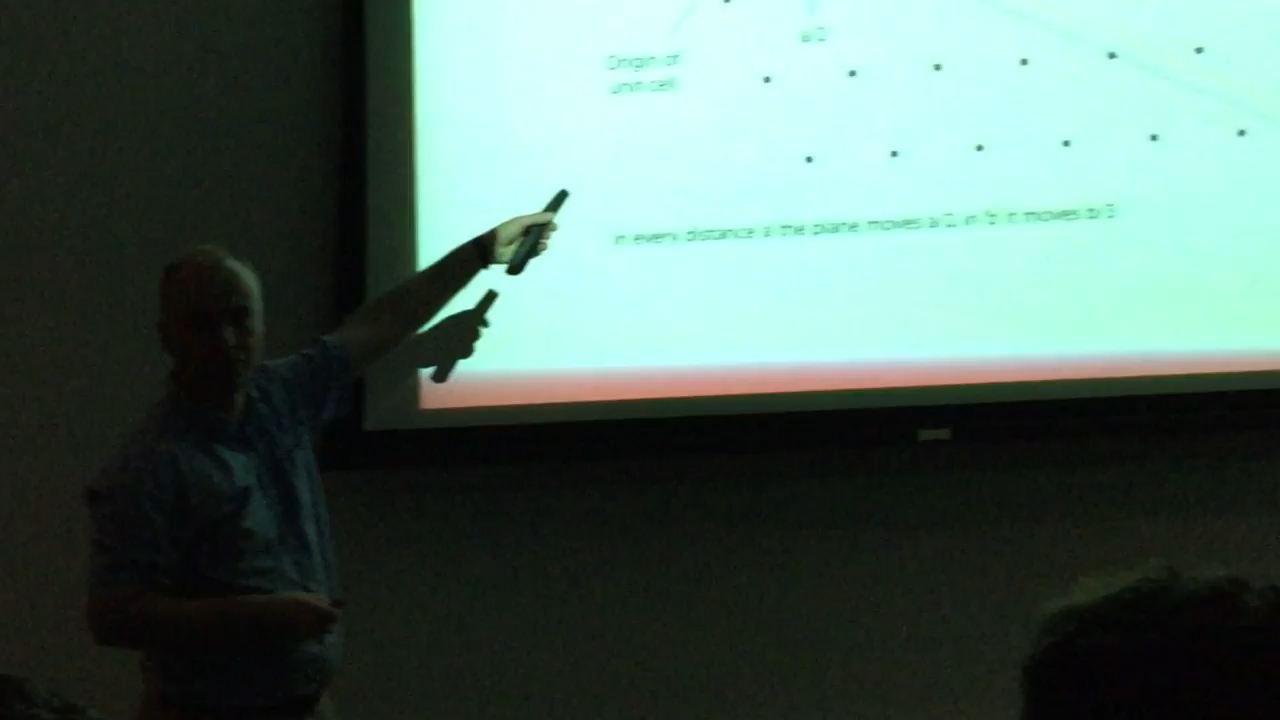 a/2
Origin of
unit cell
In every distance a the plane moves a/2, in 'b' it moves b/3